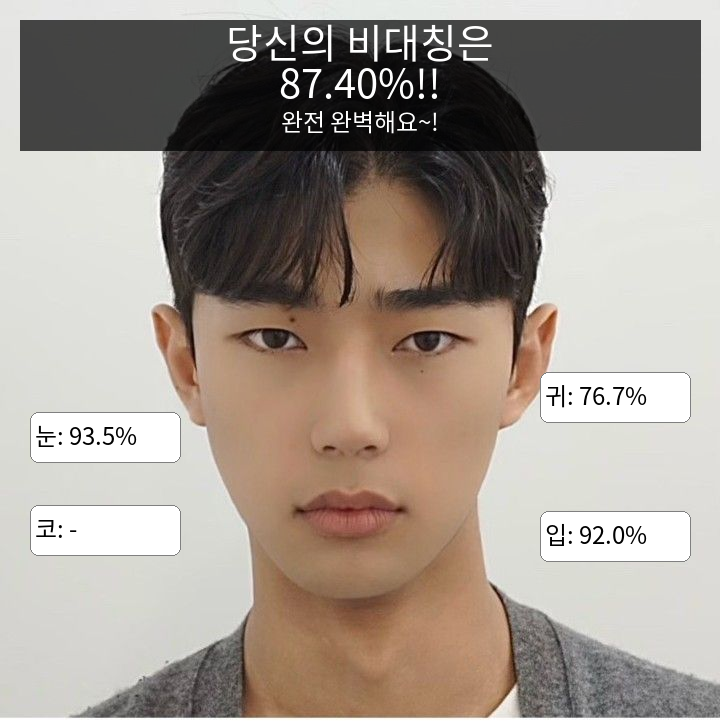 당신의 비대칭은
87.40%!!
완전 완벽해요~!
귀: 76.7%
눈: 93.5%
코: -
입: 92.0%